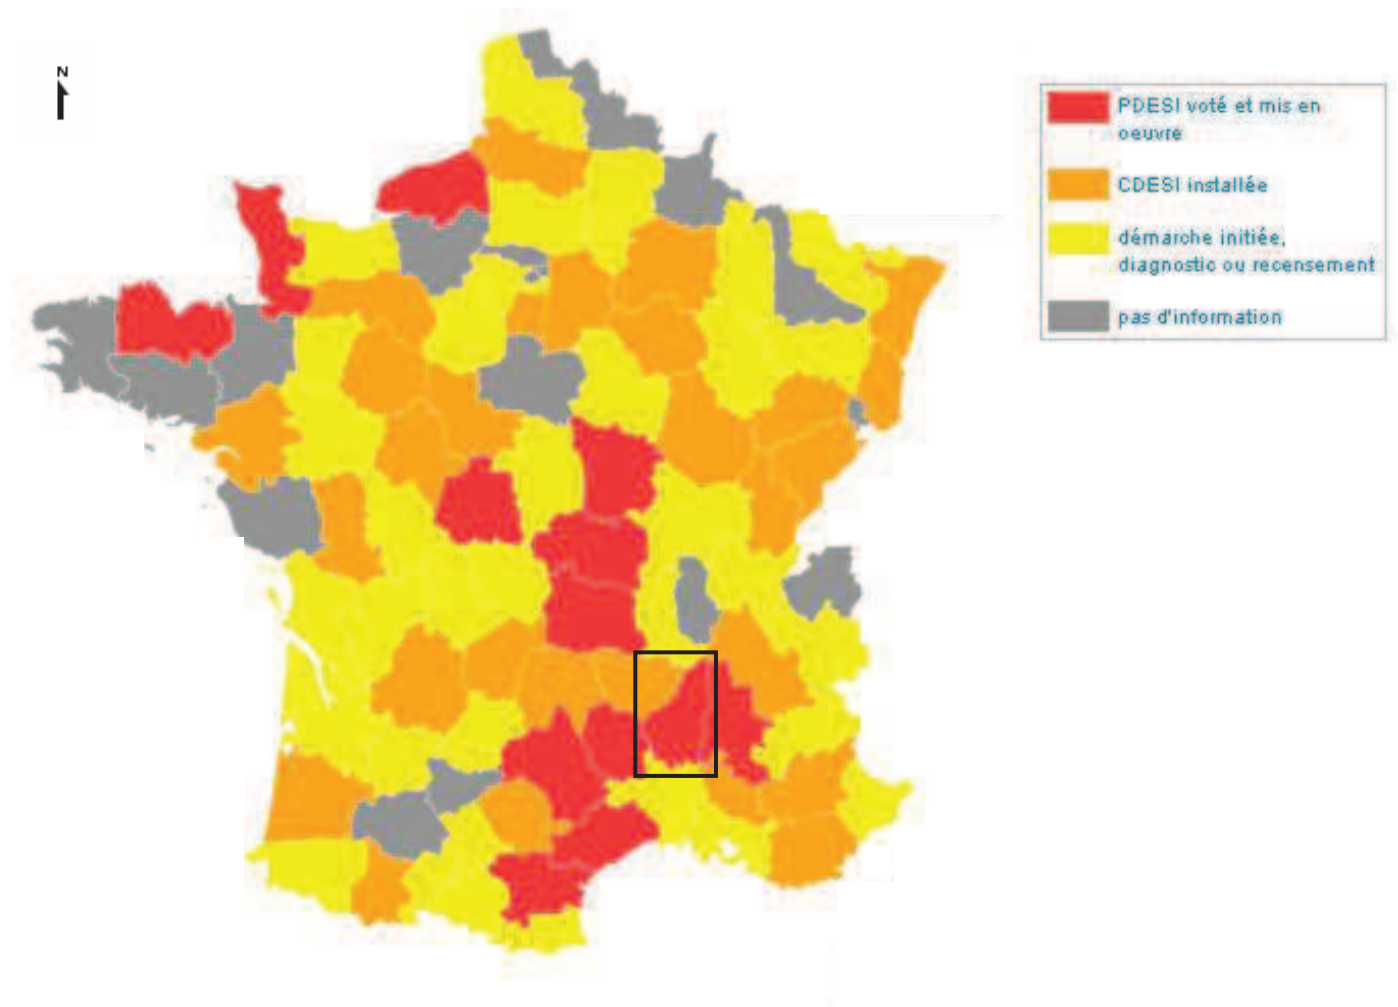 N
PDESI voté et mis en
oeuvre
CDESI installée
démarche initiée,
diagnostic ou recensement
pas d'information